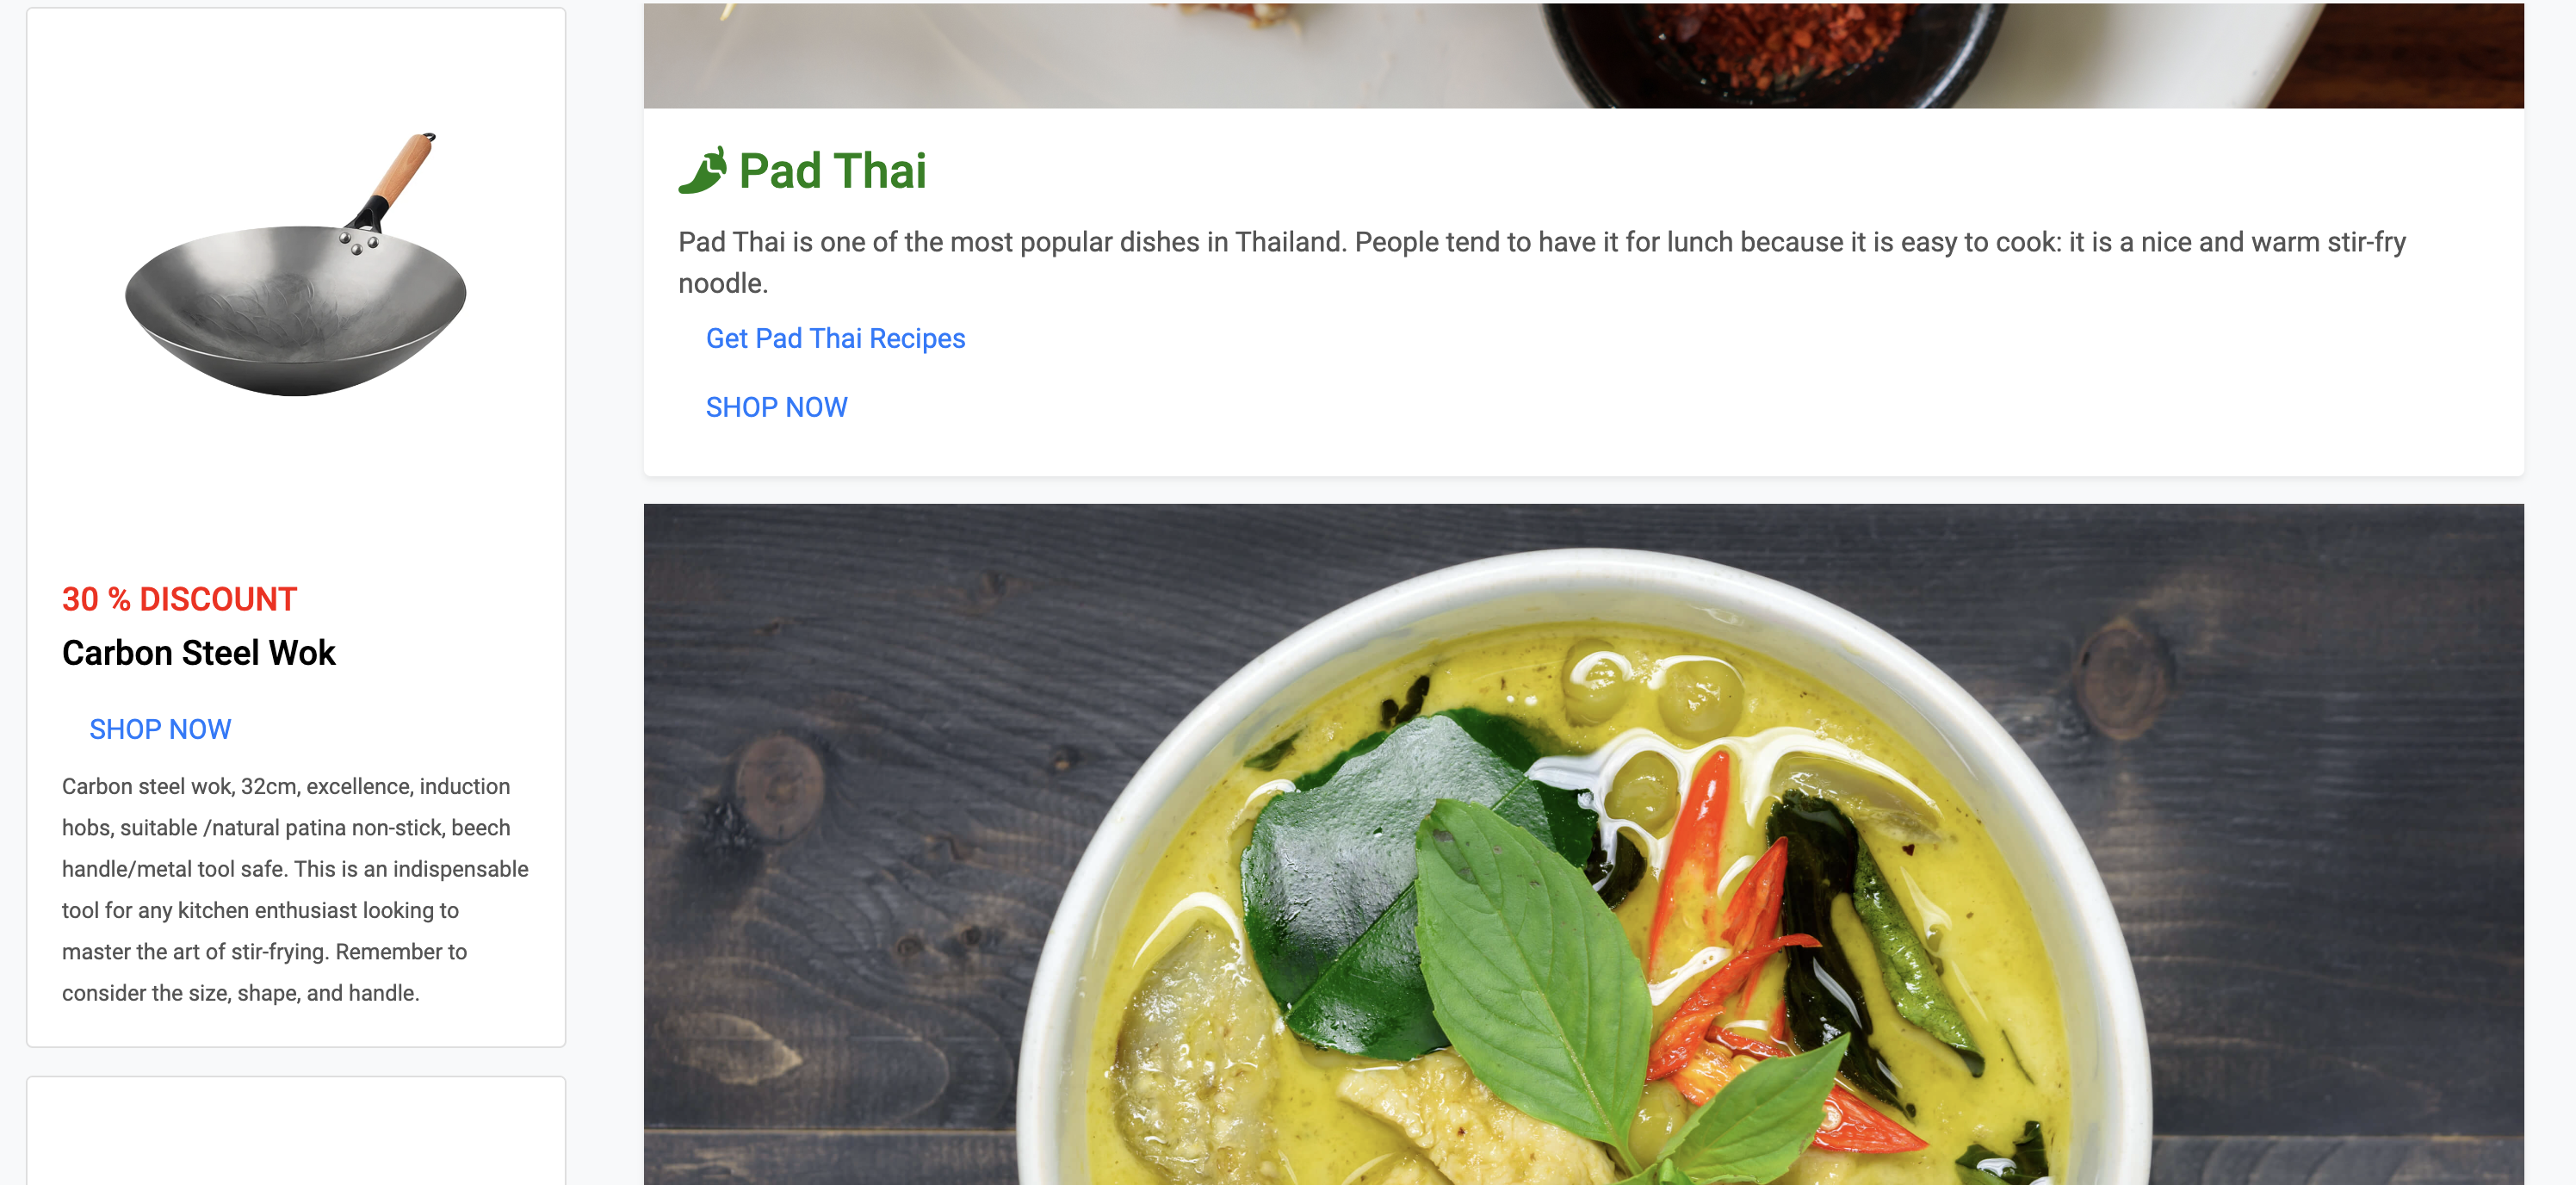 30 % DISCOUNT
Carbon Steel Wok
SHOP NOW
Carbon steel wok, 32cm, excellence, induction
hobs, suitable /natural patina non-stick, beech
handle/metal tool safe. This is an indispensable
tool for any kitchen enthusiast looking to
master the art of stir-frying. Remember to
consider the size, shape, and handle.
Pad Thai
Pad Thai is one of the most popular dishes in Thailand. People tend to have it for lunch because it is easy to cook: it is a nice and warm stir-fry
noodle.
Get Pad Thai Recipes
SHOP NOW